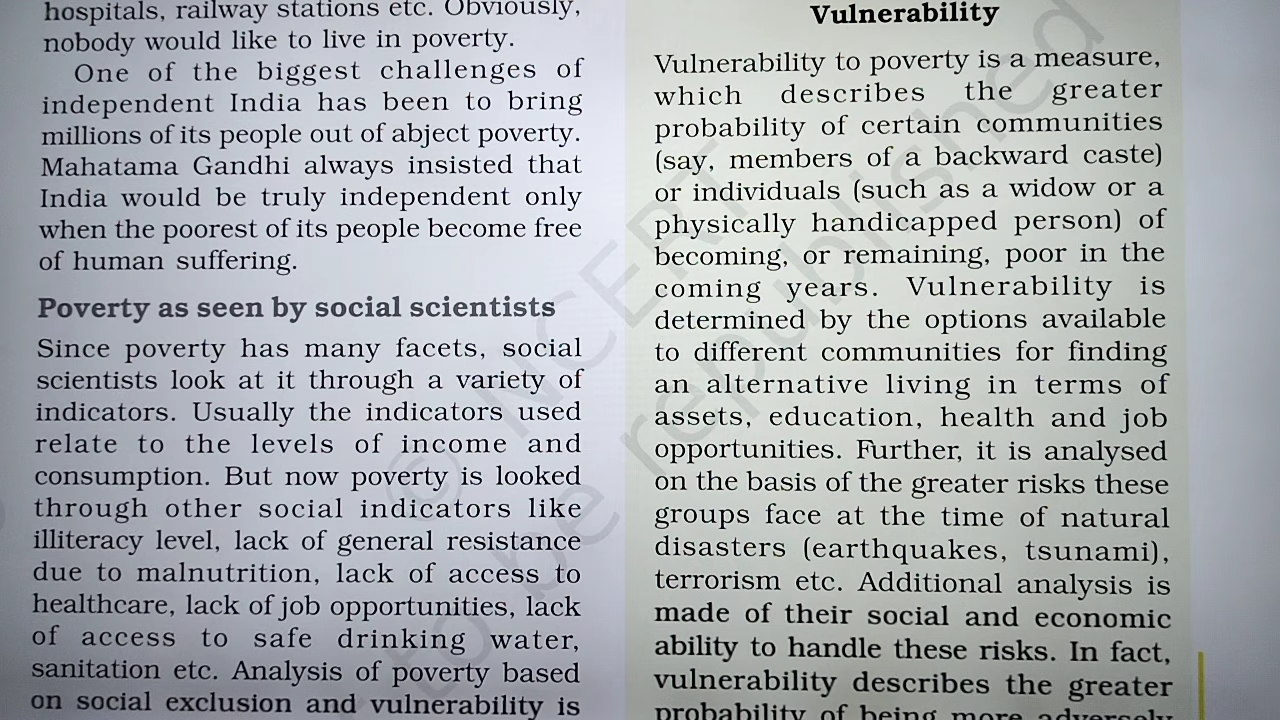 hospitals, railway stations etc. Obviously,
nobody would like to live in poverty.
One of the biggest challenges of
independent India has been to bring
millions of its people out of abject poverty.
Mahatama Gandhi always insisted that
India would be truly independent only
when the poorest of its people become free
of human suffering.
Poverty as seen by social scientists
Since poverty has many facets, social
scientists look at it through a variety of
indicators. Usually the indicators used
relate to the levels of income and
consumption. But now poverty is looked
through other social indicators like
illiteracy level, lack of general resistance
due to malnutrition, lack of access to
healthcare, lack of job opportunities, lack
of access to safe drinking water,
sanitation etc. Analysis of poverty based
on social exclusion and vulnerability is
Vulnerability
Vulnerability to poverty is a measure,
which describes the greater
probability of certain communities
(say, members of a backward caste)
or individuals (such as a widow or a
physically handicapped person) of
becoming, or remaining, poor in the
coming years. Vulnerability is
determined by the options available
to different communities for finding
an alternative living in terms of
assets, education, health and job
opportunities. Further, it is analysed
on the basis of the greater risks these
groups face at the time of natural
disasters (earthquakes, tsunami),
terrorism etc. Additional analysis is
made of their social and economic
ability to handle these risks. In fact,
vulnerability describes the greater
probability of being more adversely
© NCERT
to be republished